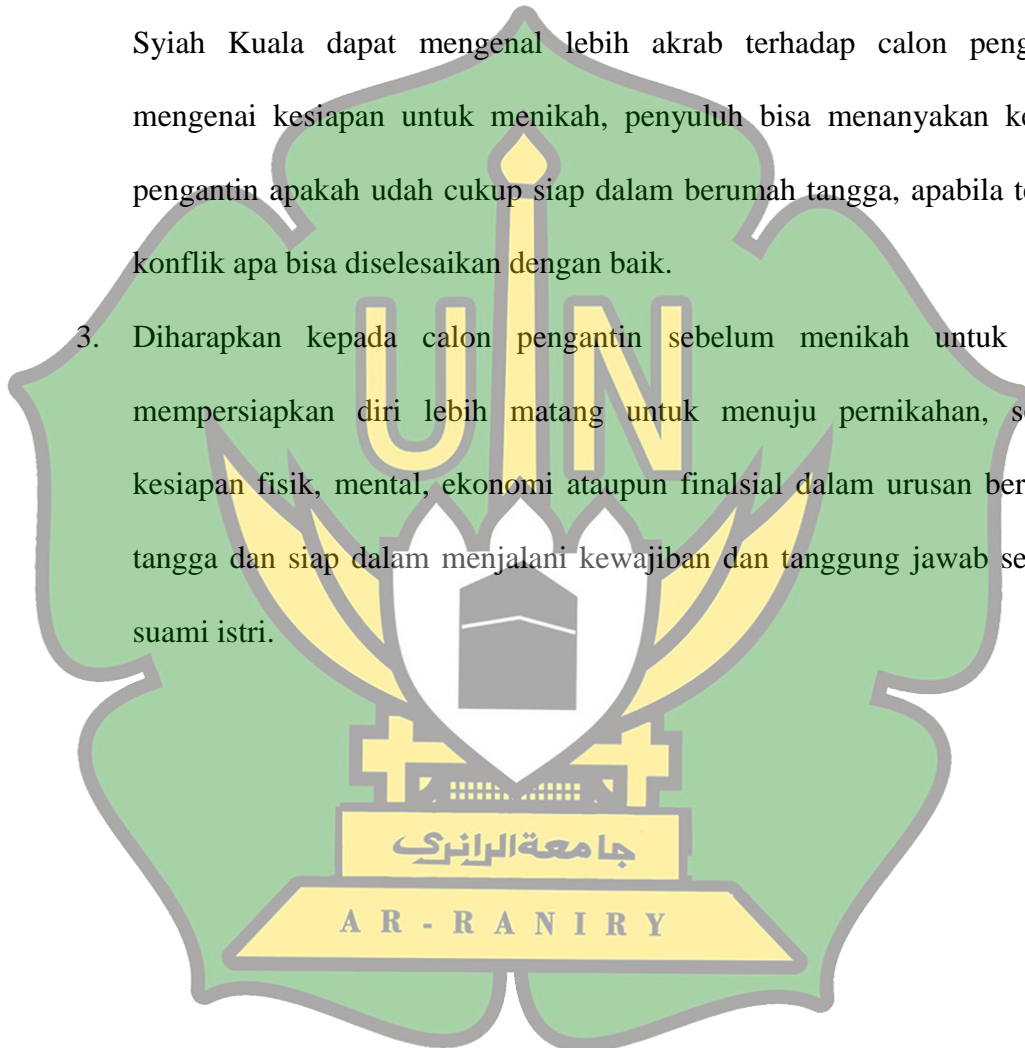 Syiah Kuala dapat mengenal lebih akrab terhadap calon peng
mengenai kesiapan untuk menikah, penyuluh bisa menanyakan ke
pengantin apakah udah cukup siap dalam berumah tangga, apabila te
konflik apa bisa diselesaikan dengan baik.
3. Diharapkan kepada calon pengantin sebelum menikah untuk
mempersiapkan diri lebih matang untuk menuju pernikahan, se
kesiapan fisik, mental, ekonomi ataupun finalsial dalam urusan ber
tangga dan siap dalam menjalani kewajiban dan tanggung jawab se
suami istri.
UIN
جامعة الرانري
AR-RANIRY